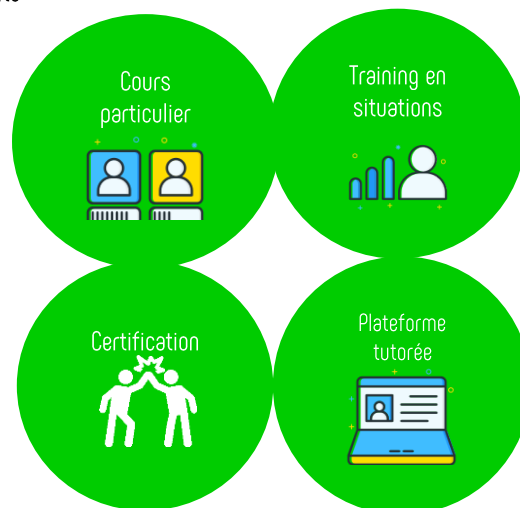 Cours
particulier
Training en
situations
Certification
Plateforme
tutorée